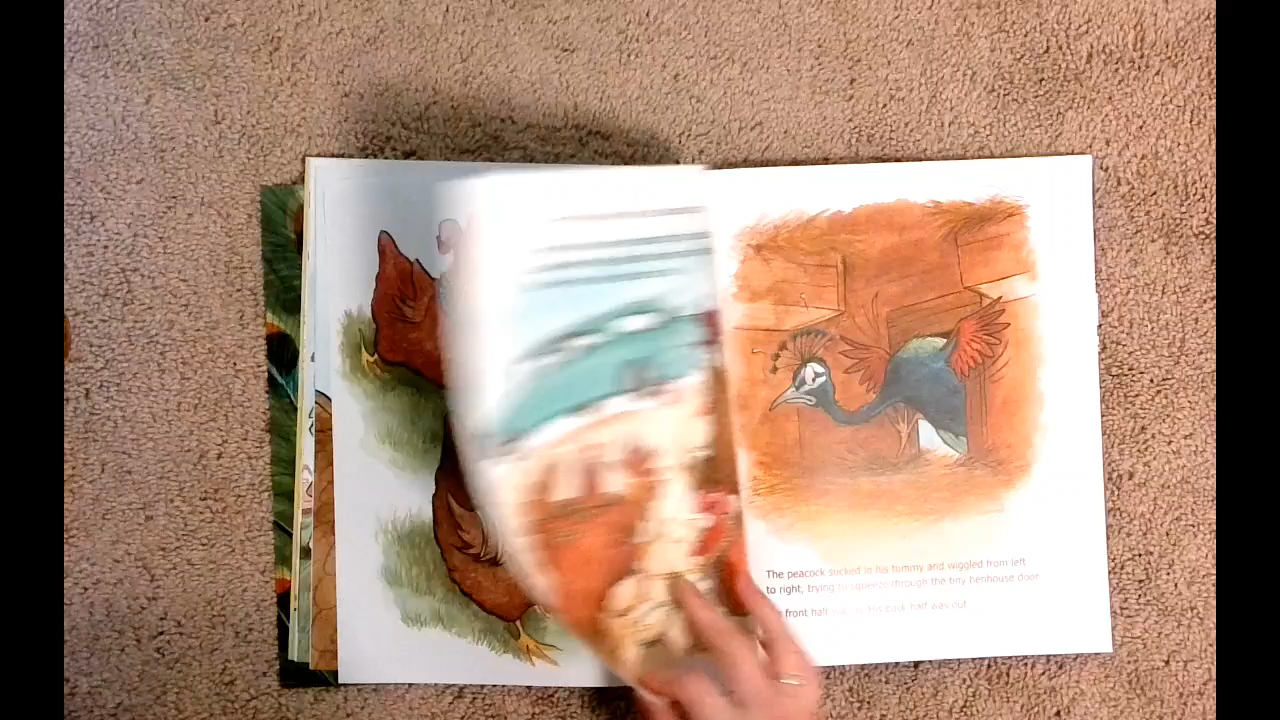 The peacock sucked in his tummy and wiggled from left
to right, trying to squeeze through the tiny henhouse door.
front half was in. His back half was out.